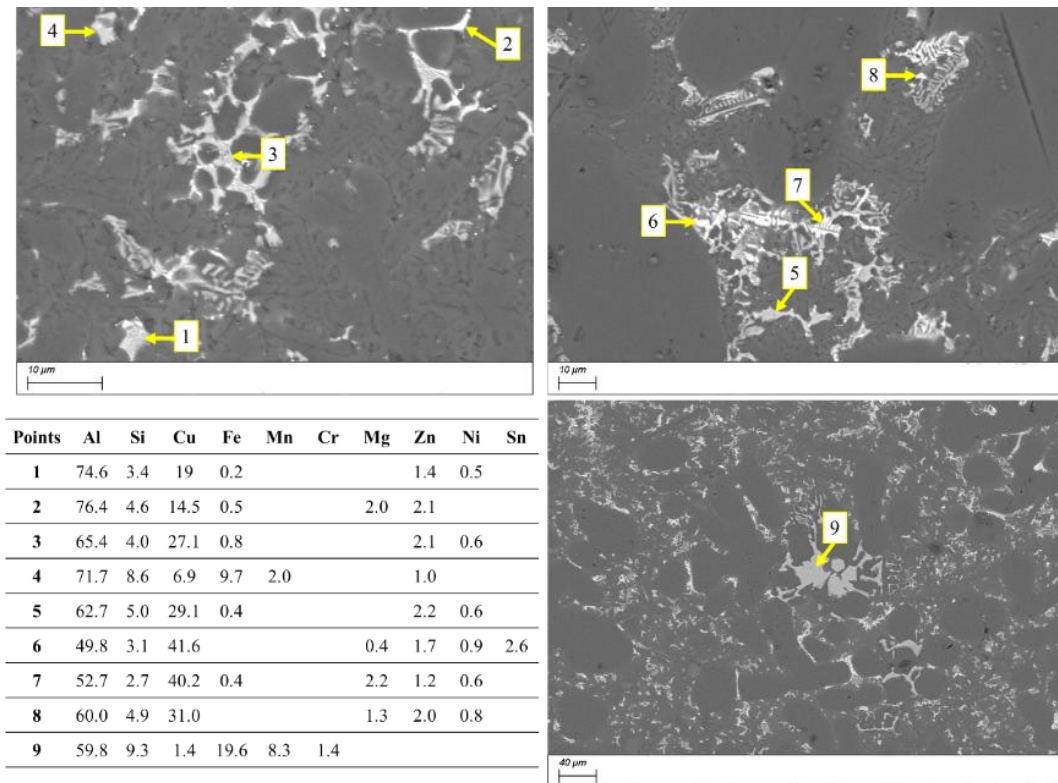 4
2
3
1
10 µm
8
7
6
5
10 µm
Points Al Si Cu Fe Mn Cr Mg Zn Ni Sn
1 74.6 3.4 19 0.2 1.4 0.5
2 76.4 4.6 14.5 0.5 2.0 2.1
3 65.4 4.0 27.1 0.8 2.1 0.6
4 71.7 8.6 6.9 9.7 2.0 1.0
5 62.7 5.0 29.1 0.4 2.2 0.6
6 49.8 3.1 41.6 0.4 1.7 0.9 2.6
7 52.7 2.7 40.2 0.4 2.2 1.2 0.6
8 60.0 4.9 31.0 1.3 2.0 0.8
9 59.8 9.3 1.4 19.6 8.3 1.4
9
40 µm